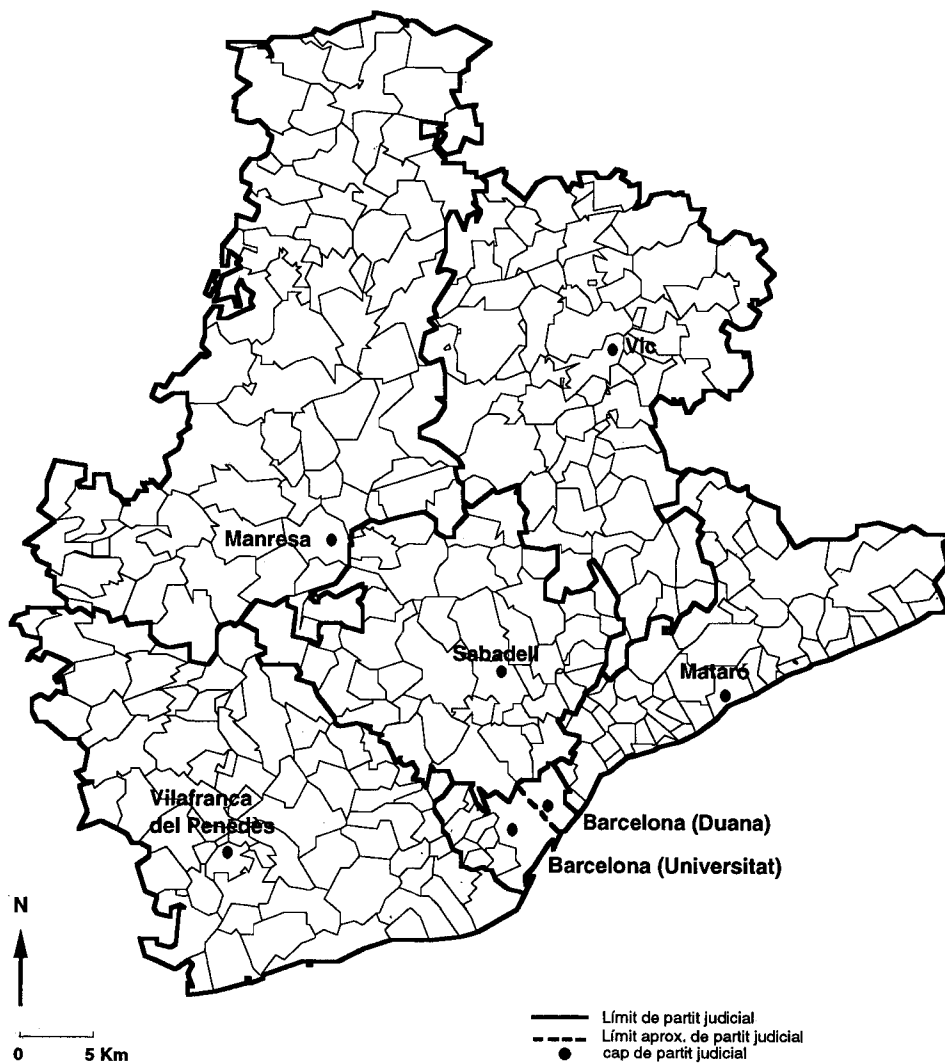 Vic
Manresa
Sabadell
Mataró
Vilafranca
del Penedès
Barcelona (Duana)
Barcelona (Universitat)
N
0 5 Km
Límit de partit judicial
Límit aprox. de partit judicial
cap de partit judicial